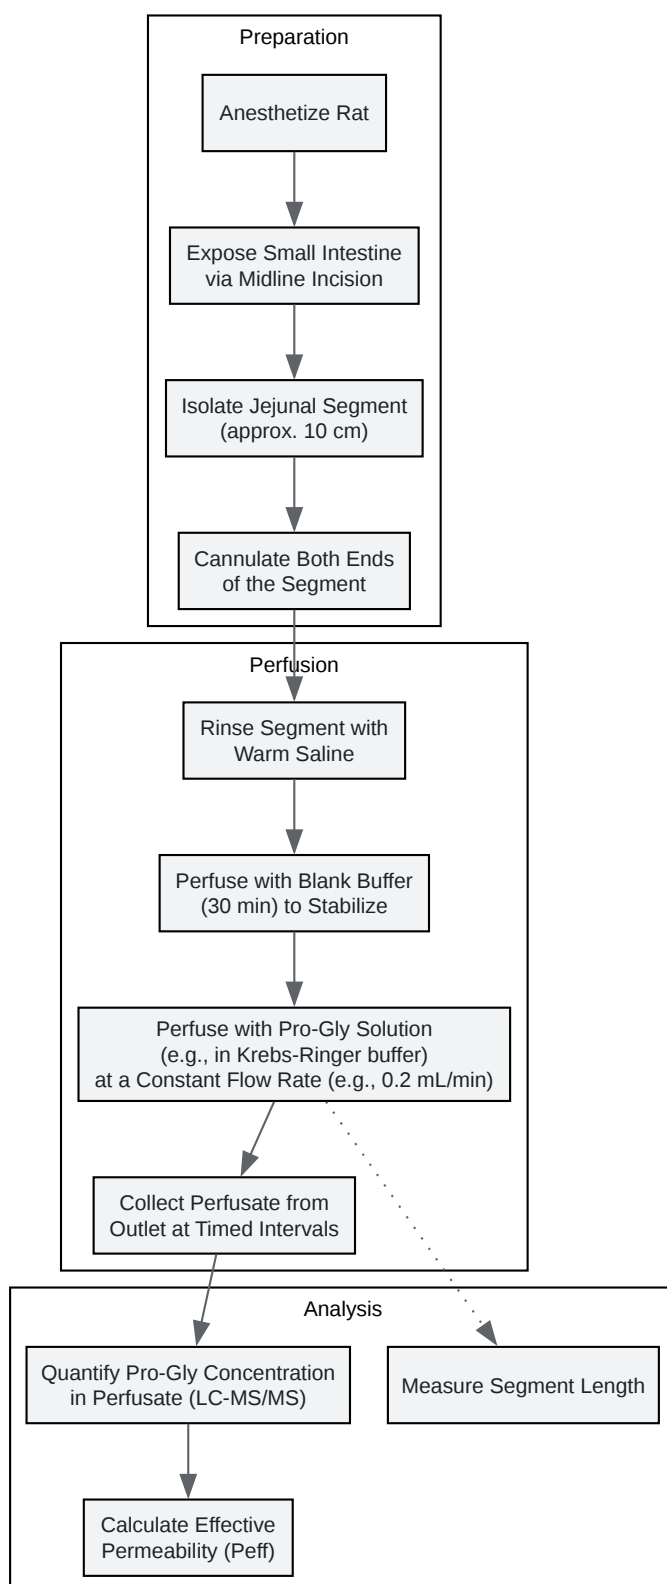 Preparation
Anesthetize Rat
Expose Small Intestine
via Midline Incision
Isolate Jejunal Segment
(approx. 10 cm)
Cannulate Both Ends
of the Segment
Perfusion
Rinse Segment with
Warm Saline
Perfuse with Blank Buffer
(30 min) to Stabilize
Perfuse with Pro-Gly Solution
(e.g., in Krebs-Ringer buffer)
at a Constant Flow Rate (e.g., 0.2 mL/min)
Collect Perfusate from
Outlet at Timed Intervals
Analysis
Quantify Pro-Gly Concentration
in Perfusate (LC-MS/MS)
Measure Segment Length
Calculate Effective
Permeability (Peff)